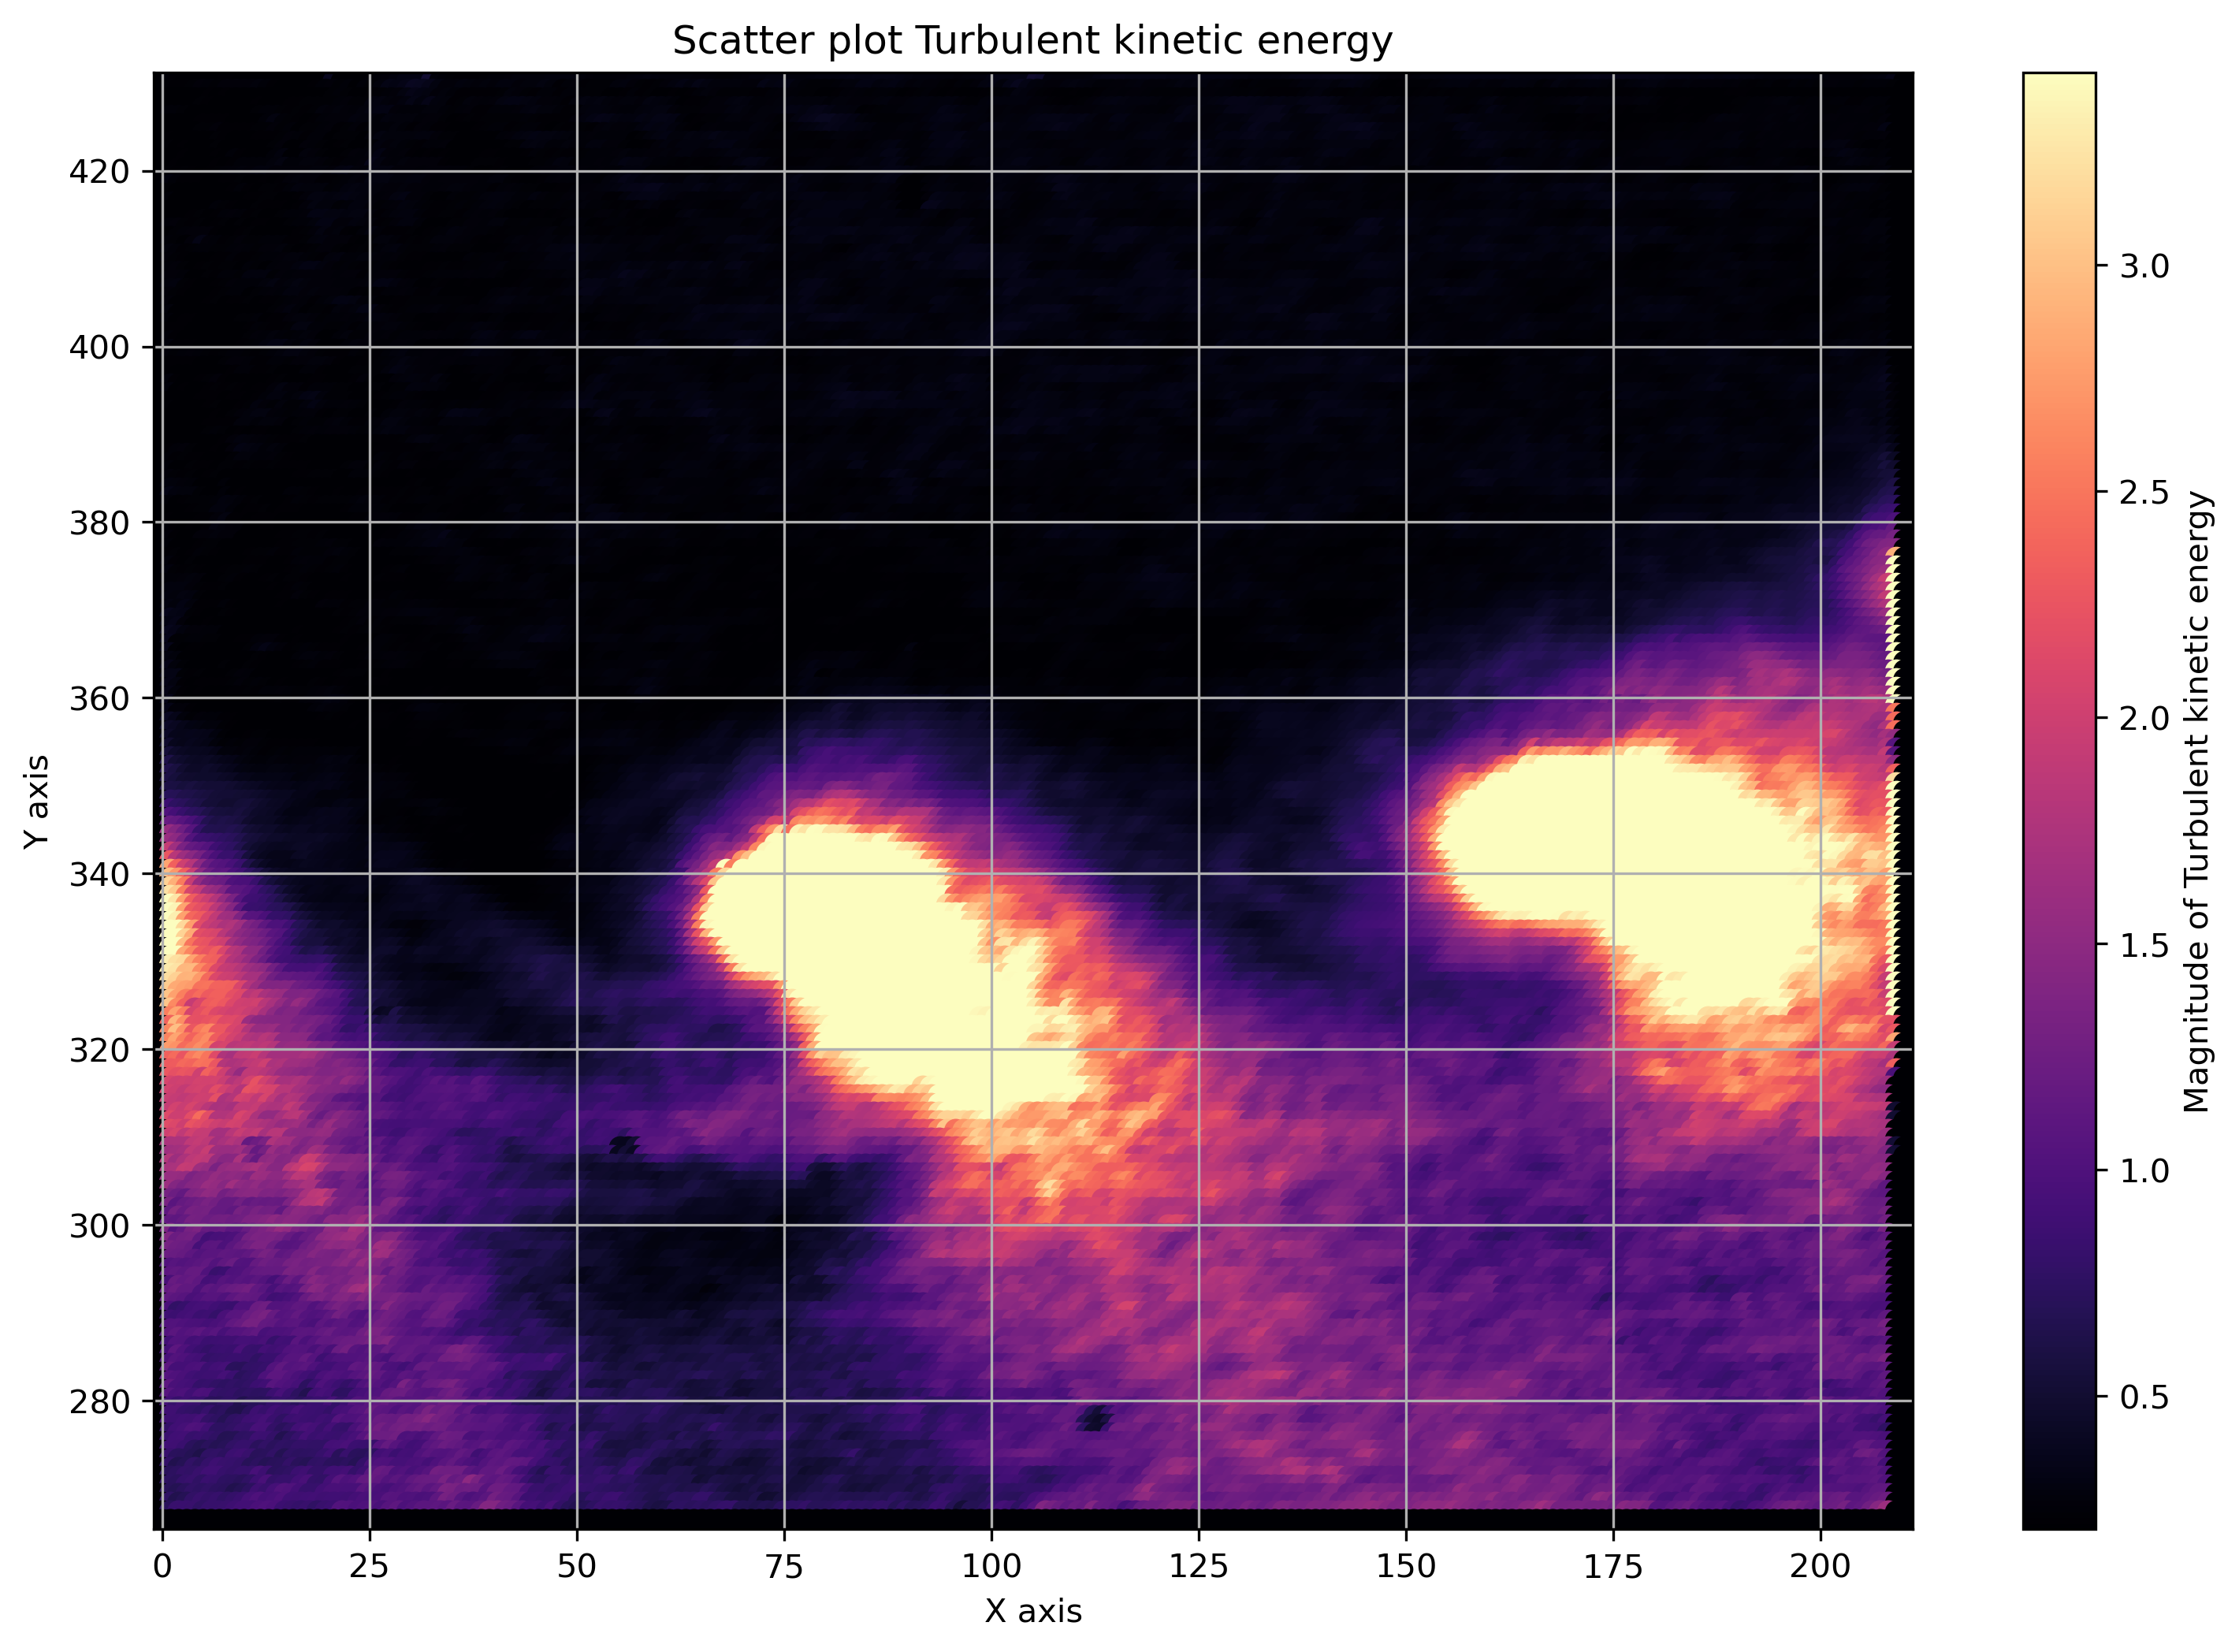 Scatter plot Turbulent kinetic energy
420
400
380
360
340
320
300
280
Y axis
0 25 50 75 100 125 150 175 200
X axis
3.0
2.5
2.0
1.5
1.0
0.5
Magnitude of Turbulent kinetic energy